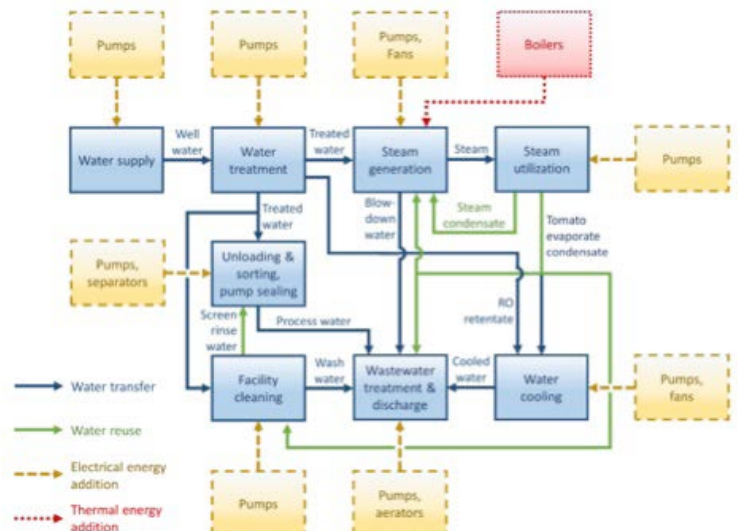 Pumps
Pumps
Pumps,
Fans
Boilers
Water supply
Well
water
Water
treatment
Treated
water
Steam
generation
Steam
Steam
utilization
Pumps
Treated
water
Blow-
down
water
Steam
condensate
Tomato
evaporate
condensate
Pumps,
separators
Unloading &
sorting,
pump sealing
Screen
rinse
water
Process water
RO
retentate
Facility
cleaning
Wash
water
Wastewater
treatment &
discharge
Cooled
water
Water
cooling
Pumps,
fans
Water transfer
Water reuse
Electrical energy
addition
Thermal energy
addition
Pumps
Pumps,
aerators